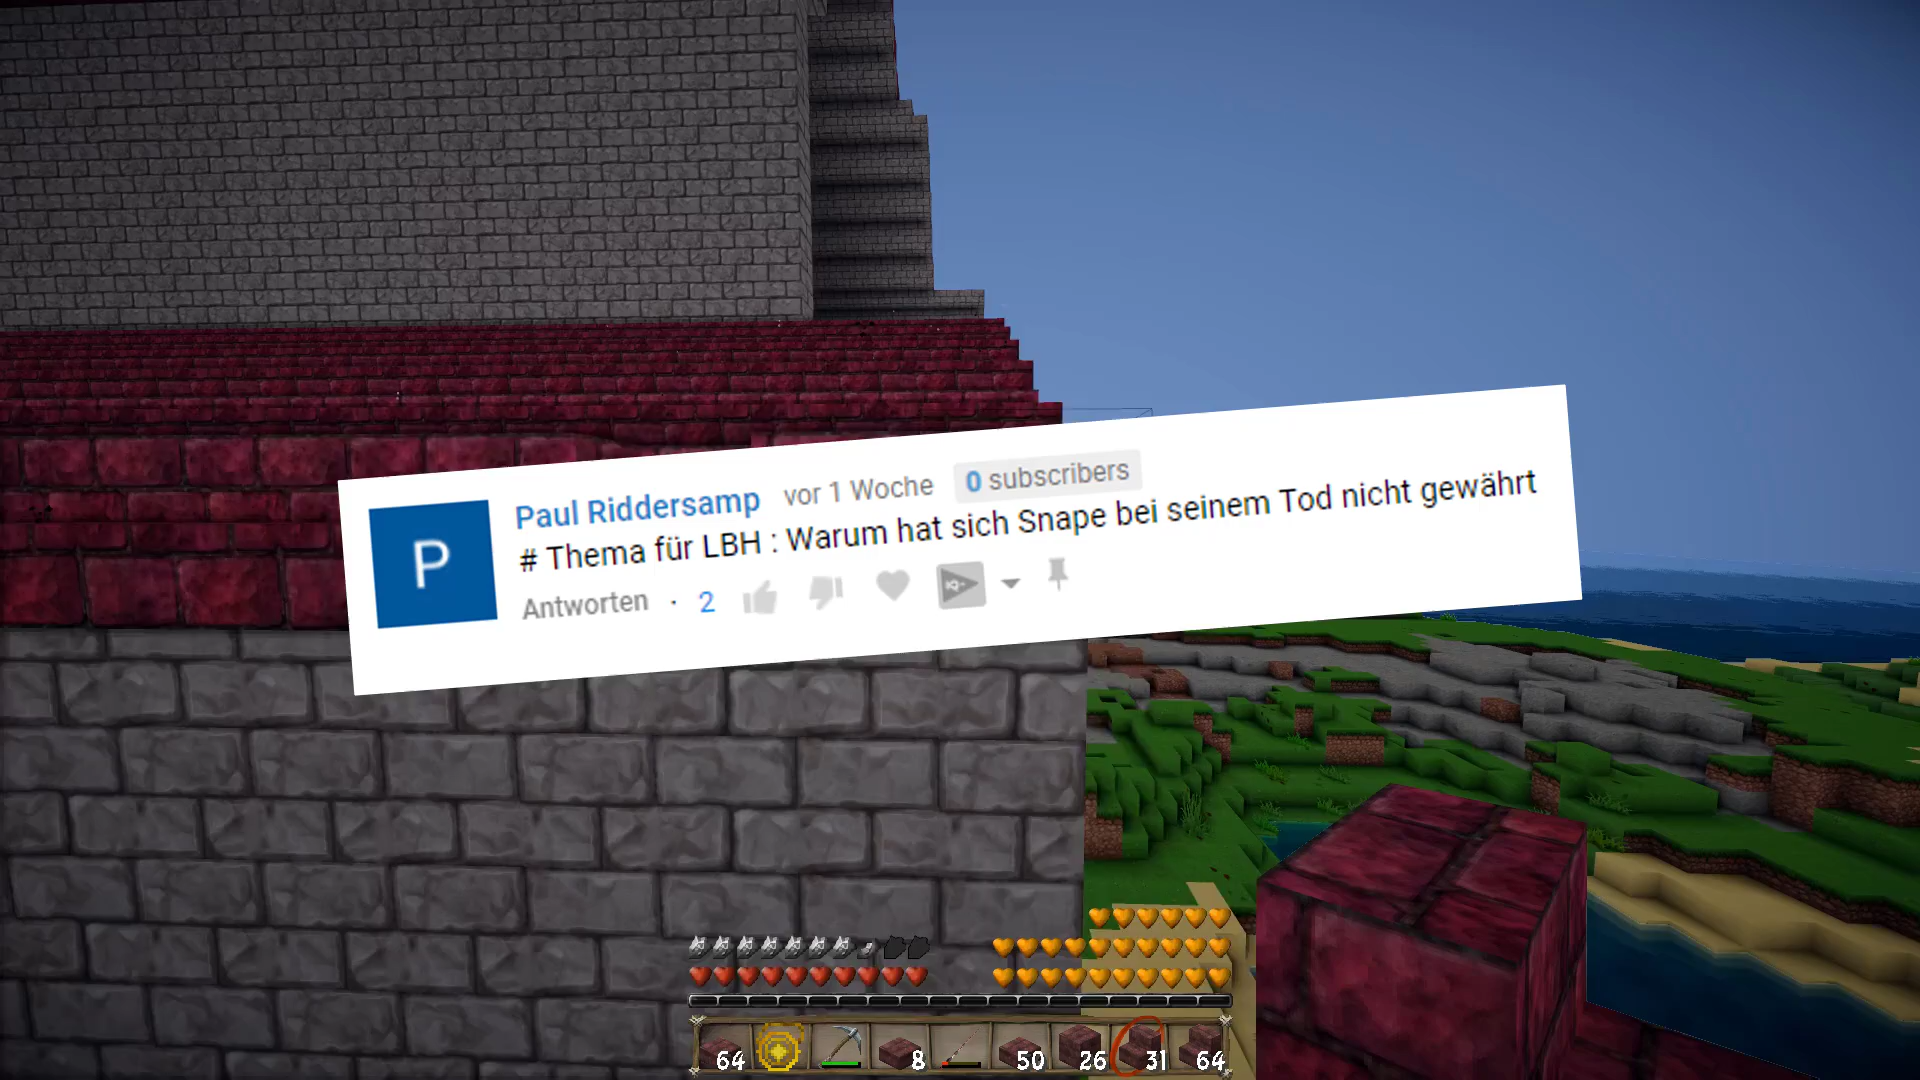 P
Paul Riddersamp vor 1 Woche 0 subscribers
# Thema für LBH : Warum hat sich Snape bei seinem Tod nicht gewährt
Antworten · 2
64 8 50 26 31 64